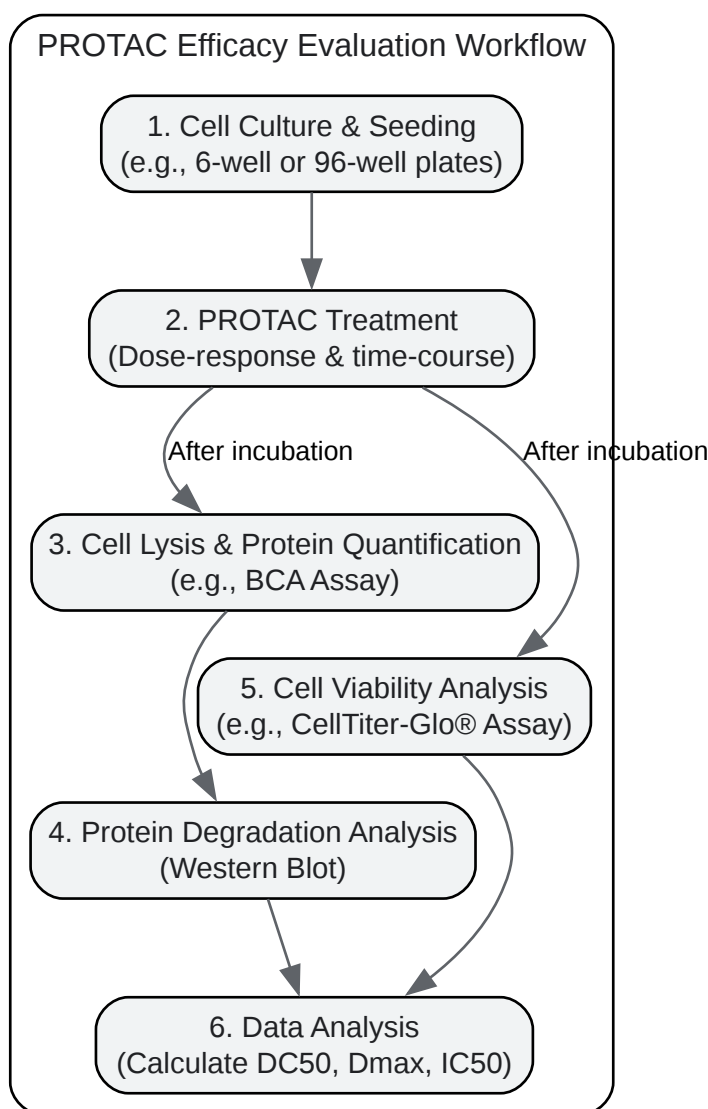 PROTAC Efficacy Evaluation Workflow
1. Cell Culture & Seeding
(e.g., 6-well or 96-well plates)
2. PROTAC Treatment
(Dose-response & time-course)
After incubation
After incubation
3. Cell Lysis & Protein Quantification
(e.g., BCA Assay)
5. Cell Viability Analysis
(e.g., CellTiter-Glo® Assay)
4. Protein Degradation Analysis
(Western Blot)
6. Data Analysis
(Calculate DC50, Dmax, IC50)